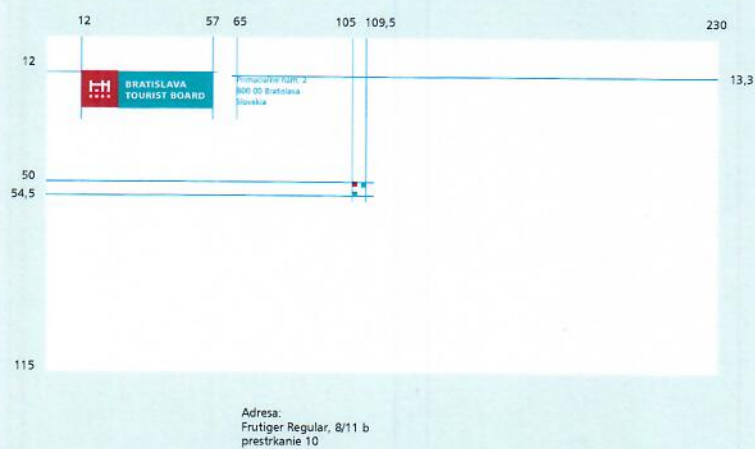 12 57 65 105 109,5 230
12
13,3
BRATISLAVA
TOURIST BOARD
Primaciálne nám. 2
800 00 Bratislava
Slovakia
50
54,5
115
Adresa:
Frutiger Regular, 8/11 b
prestrkanie 10